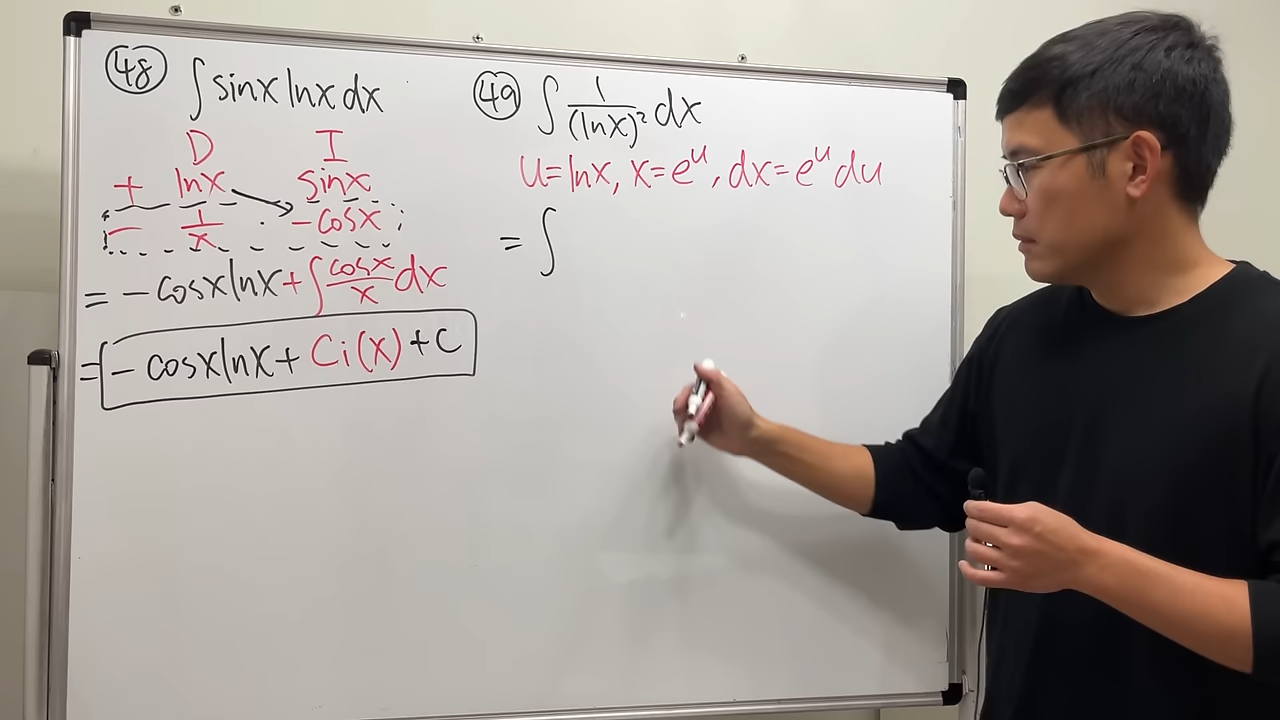 48 ∫ sinx lnx dx
D I
+ lnx sinx
− 1/x · −cosx
= −cosx lnx + ∫ cosx/x dx
= −cosx lnx + Ci(x) + C
49 ∫ 1/(lnx)² dx
u=lnx, x=e^u, dx=e^u du
= ∫